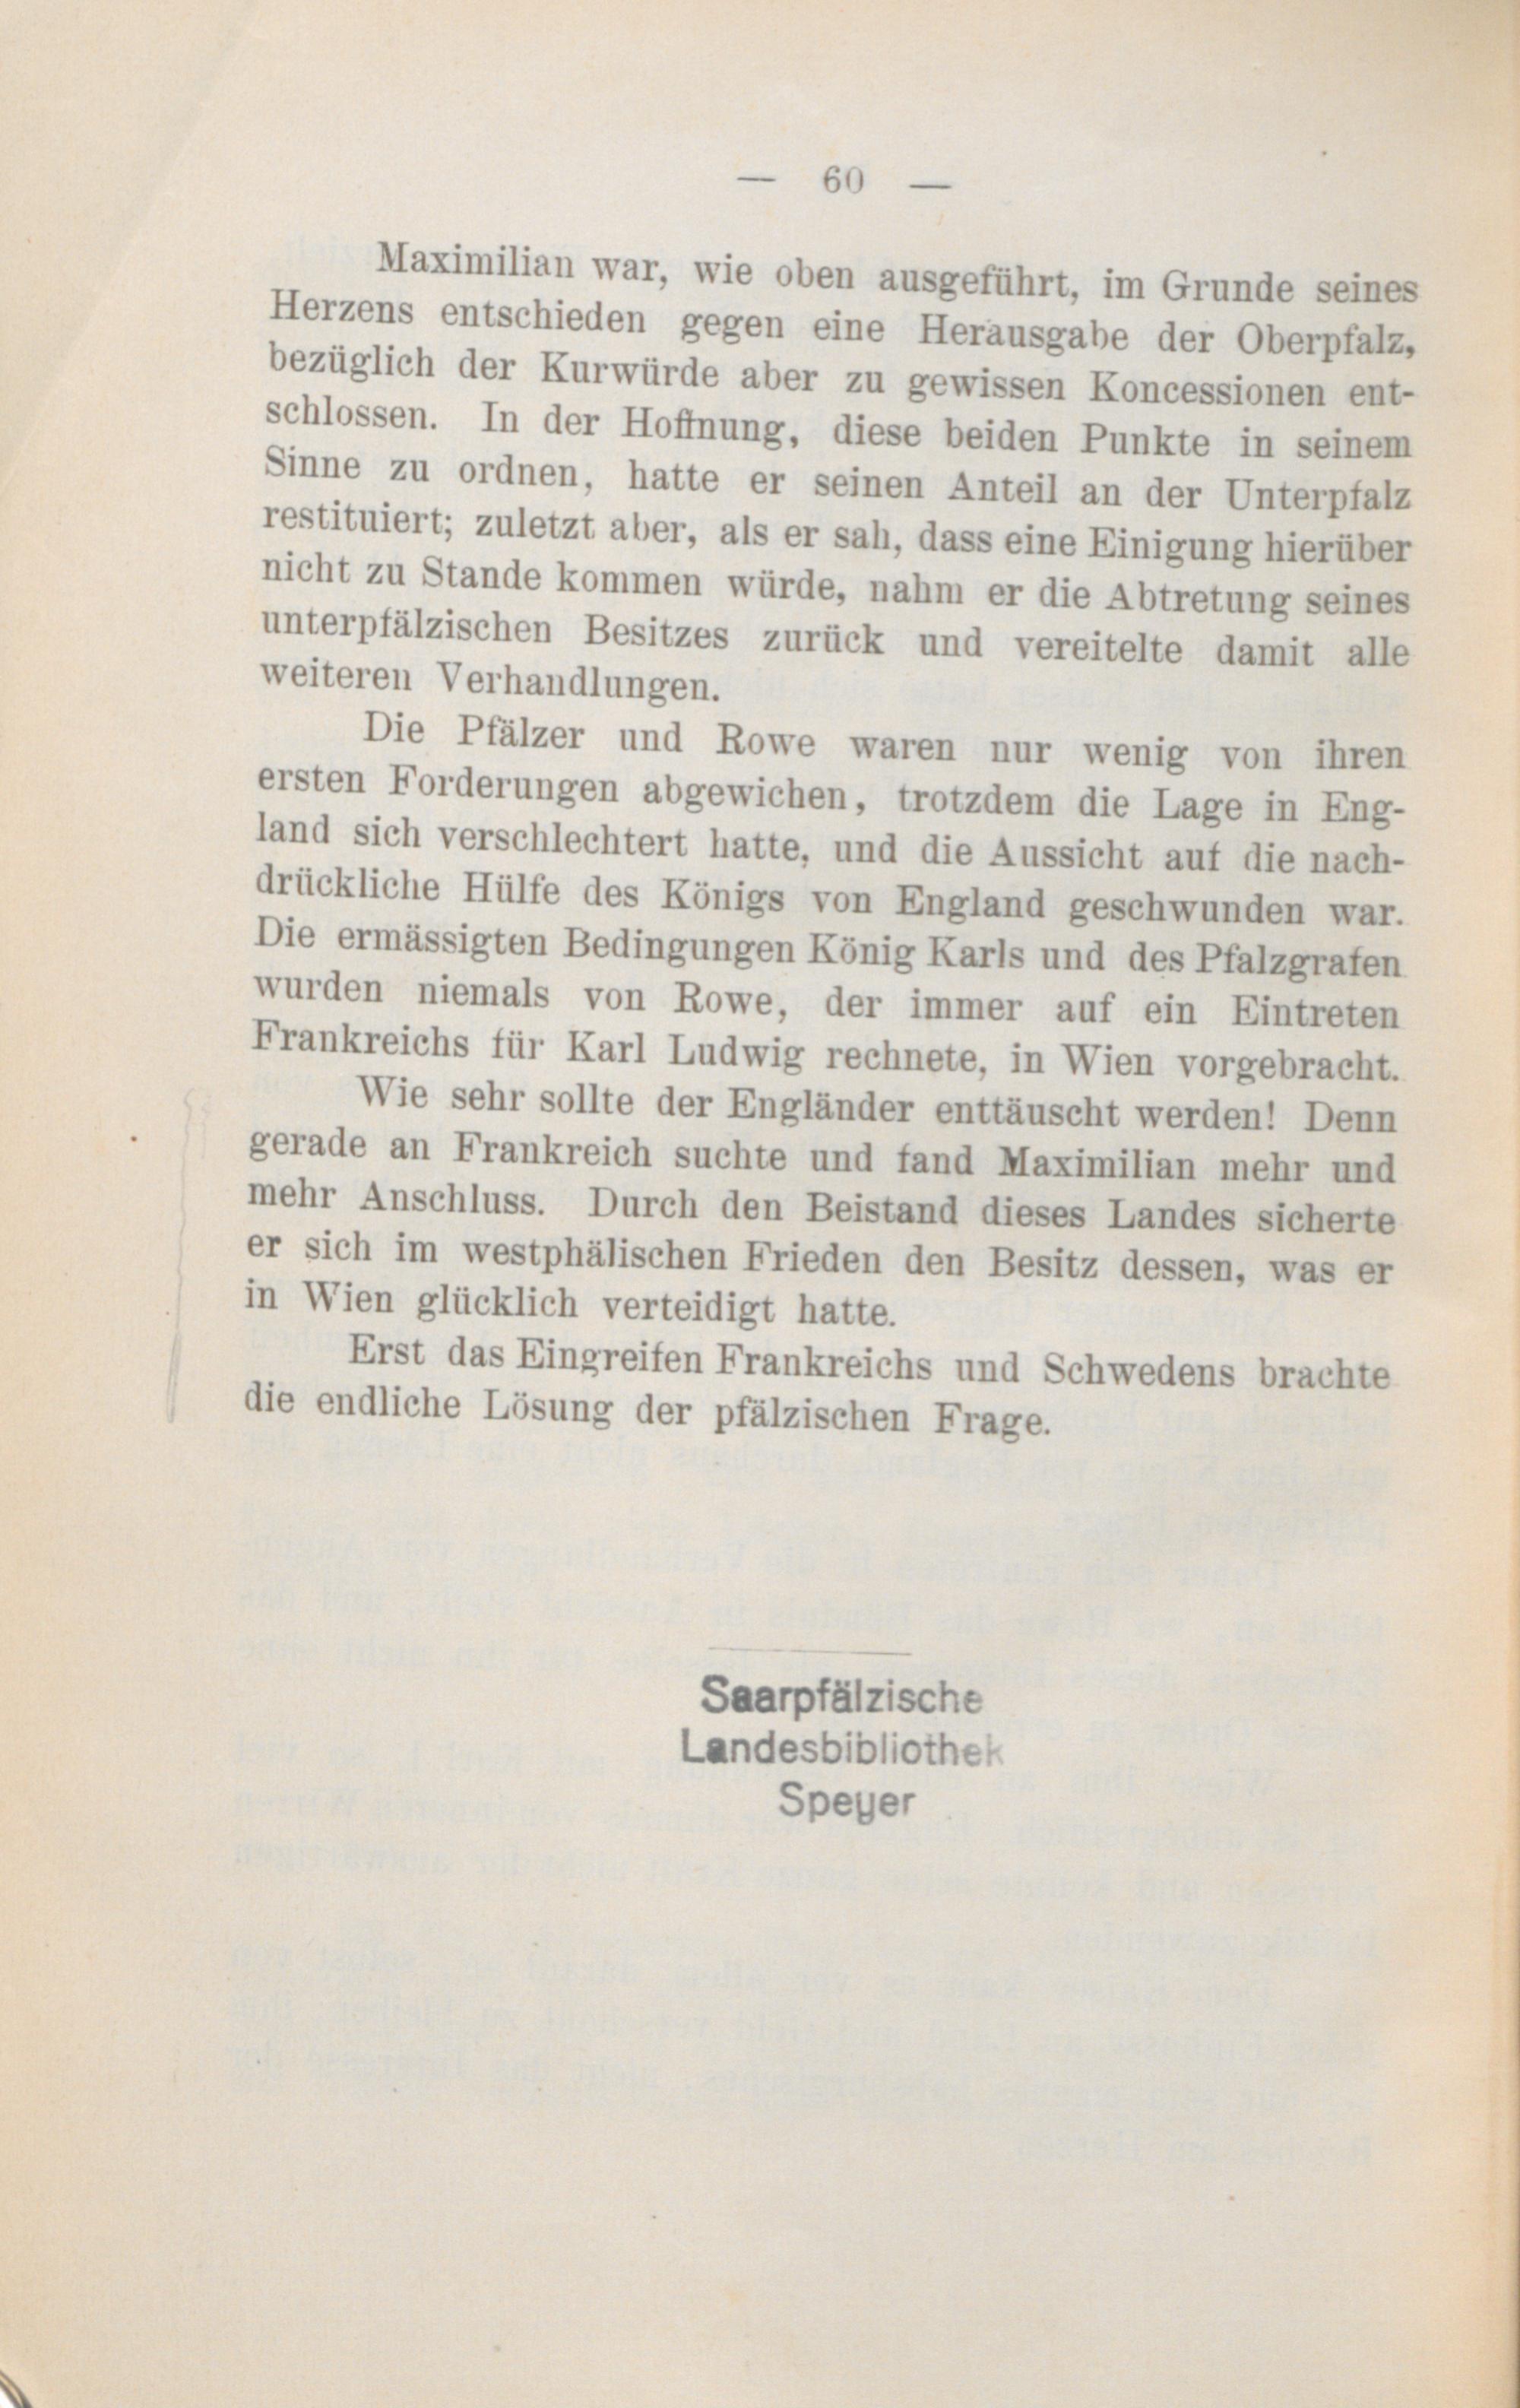 — 60 —
Maximilian war, wie oben ausgeführt, im Grunde seines
Herzens entschieden gegen eine Herausgabe der Oberpfalz,
bezüglich der Kurwürde aber zu gewissen Koncessionen ent-
schlossen. In der Hoffnung, diese beiden Punkte in seinem
Sinne zu ordnen, hatte er seinen Anteil an der Unterpfalz
restituiert; zuletzt aber, als er sah, dass eine Einigung hierüber
nicht zu Stande kommen würde, nahm er die Abtretung seines
unterpfälzischen Besitzes zurück und vereitelte damit alle
weiteren Verhandlungen.
Die Pfälzer und Rowe waren nur wenig von ihren
ersten Forderungen abgewichen, trotzdem die Lage in Eng-
land sich verschlechtert hatte, und die Aussicht auf die nach-
drückliche Hülfe des Königs von England geschwunden war.
Die ermässigten Bedingungen König Karls und des Pfalzgrafen
wurden niemals von Rowe, der immer auf ein Eintreten
Frankreichs für Karl Ludwig rechnete, in Wien vorgebracht.
Wie sehr sollte der Engländer enttäuscht werden! Denn
gerade an Frankreich suchte und fand Maximilian mehr und
mehr Anschluss. Durch den Beistand dieses Landes sicherte
er sich im westphälischen Frieden den Besitz dessen, was er
in Wien glücklich verteidigt hatte.
Erst das Eingreifen Frankreichs und Schwedens brachte
die endliche Lösung der pfälzischen Frage.
Saarpfälzische
Landesbibliothek
Speyer